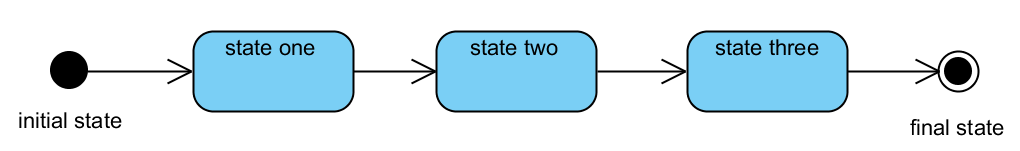 state one
state two
state three
initial state
final state